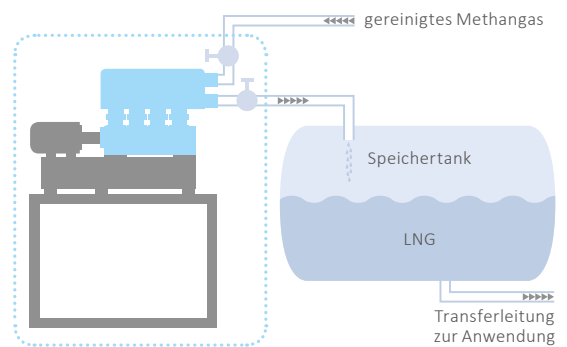 gereinigtes Methangas
Speichertank
LNG
Transferleitung
zur Anwendung